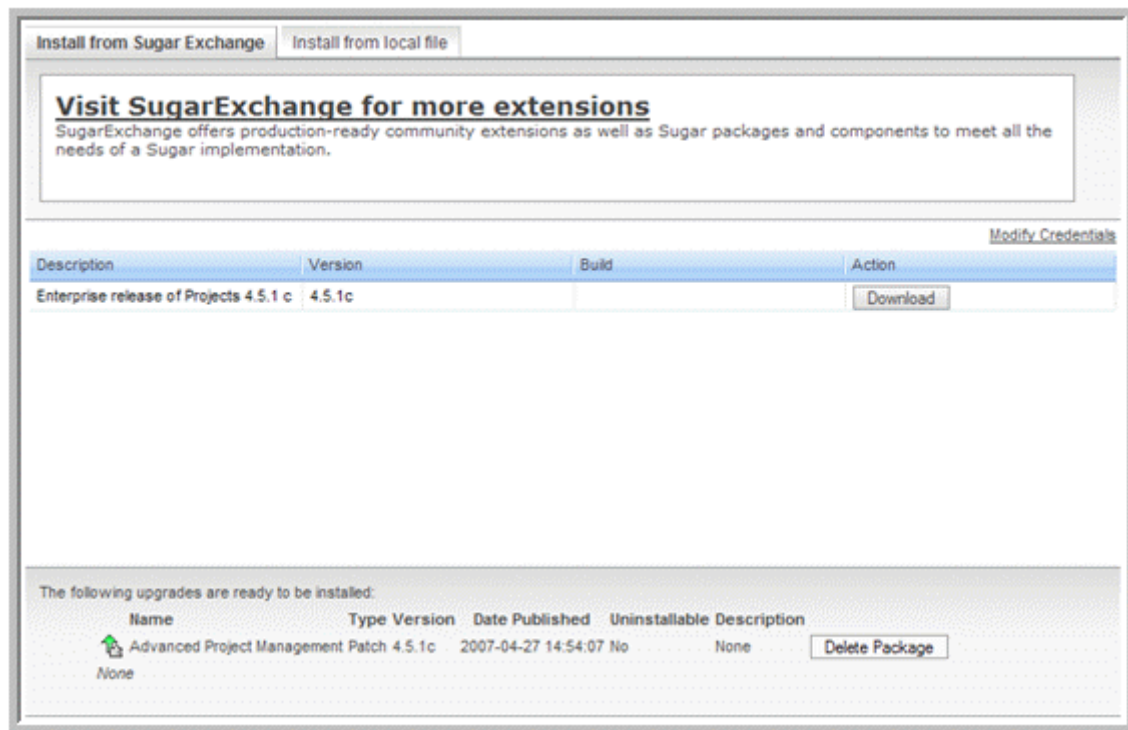 Install from Sugar Exchange Install from local file
Visit SugarExchange for more extensions
SugarExchange offers production-ready community extensions as well as Sugar packages and components to meet all the
needs of a Sugar implementation.
Modify Credentials
Description Version Build Action
Enterprise release of Projects 4.5.1 c 4.5.1c Download
The following upgrades are ready to be installed:
Name Type Version Date Published Uninstallable Description
Advanced Project Management Patch 4.5.1c 2007-04-27 14:54:07 No None Delete Package
None